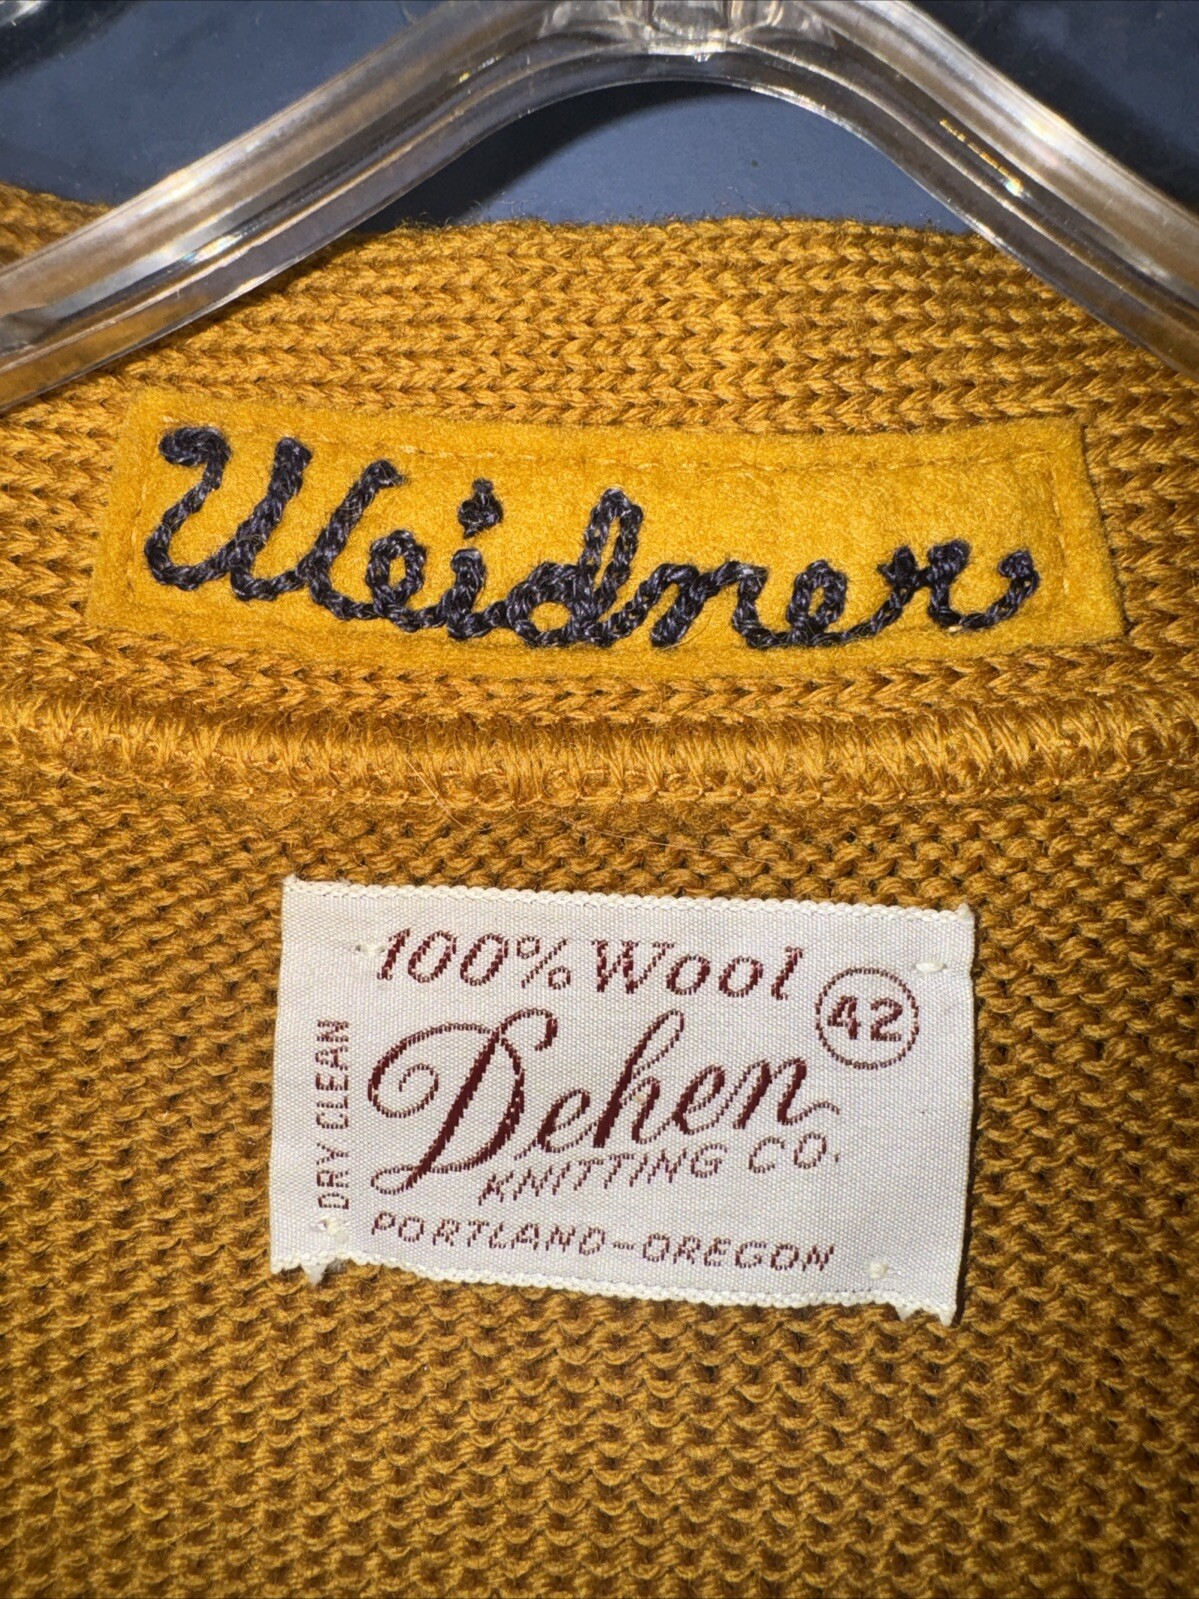 Weidner
100% Wool
42
DRY CLEAN
Dehen
KNITTING CO.
PORTLAND-OREGON